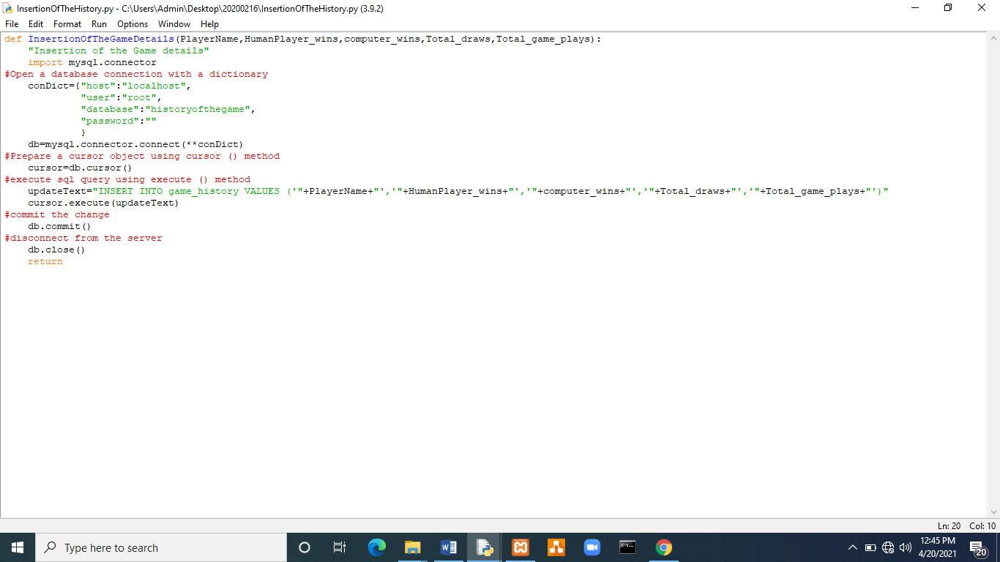 InsertionOfTheHistory.py - C:\Users\Admin\Desktop\20200216\InsertionOfTheHistory.py (3.9.2)
File Edit Format Run Options Window Help
def InsertionOfTheGameDetails(PlayerName,HumanPlayer_wins,computer_wins,Total_draws,Total_game_plays):
    "Insertion of the Game details"
    import mysql.connector
#Open a database connection with a dictionary
    conDict={"host":"localhost",
             "user":"root",
             "database":"historyofthegame",
             "password":""
             }
    db=mysql.connector.connect(**conDict)
#Prepare a cursor object using cursor () method
    cursor=db.cursor()
#execute sql query using execute () method
    updateText="INSERT INTO game_history VALUES ('"+PlayerName+"','"+HumanPlayer_wins+"','"+computer_wins+"','"+Total_draws+"','"+Total_game_plays+"')"
    cursor.execute(updateText)
#commit the change
    db.commit()
#disconnect from the server
    db.close()
    return
Ln: 20 Col: 10
Type here to search
12:45 PM
4/20/2021
20